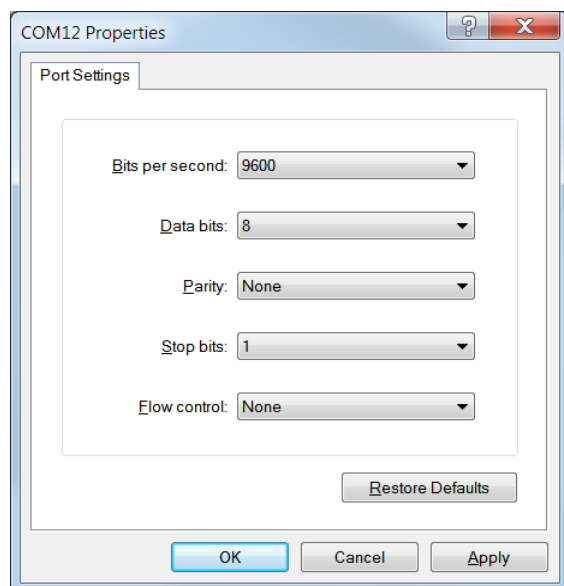 COM12 Properties
Port Settings
Bits per second: 9600
Data bits: 8
Parity: None
Stop bits: 1
Flow control: None
Restore Defaults
OK Cancel Apply